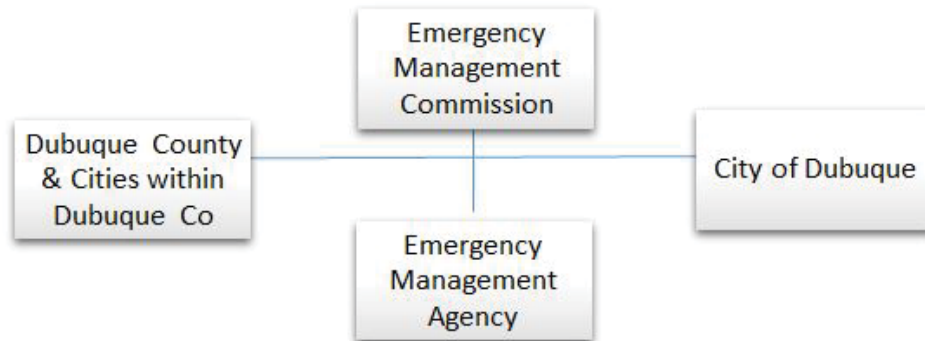 Emergency
Management
Commission
Dubuque County
& Cities within
Dubuque Co
City of Dubuque
Emergency
Management
Agency